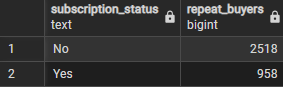 subscription_status repeat_buyers
text bigint
1 No 2518
2 Yes 958